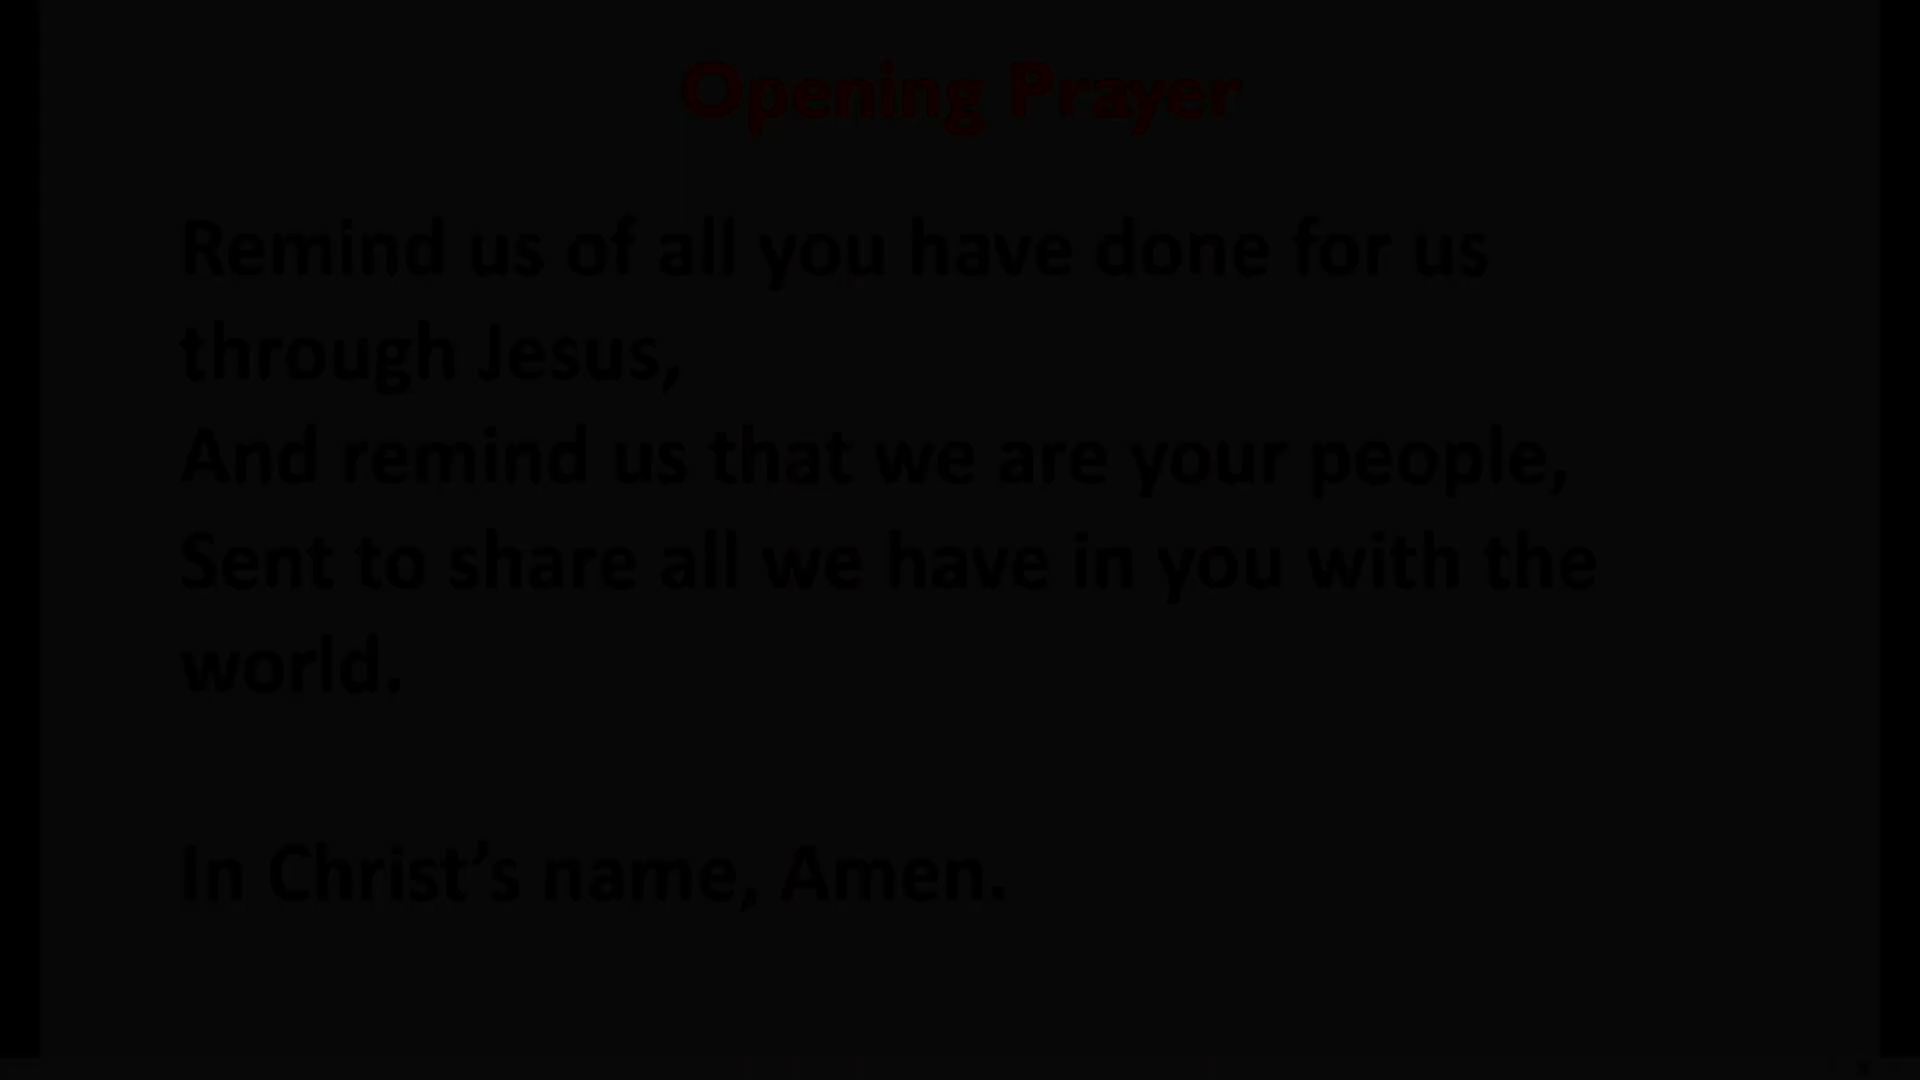 Opening Prayer
Remind us of all you have done for us
through Jesus,
And remind us that we are your people,
Sent to share all we have in you with the
world.
In Christ’s name, Amen.